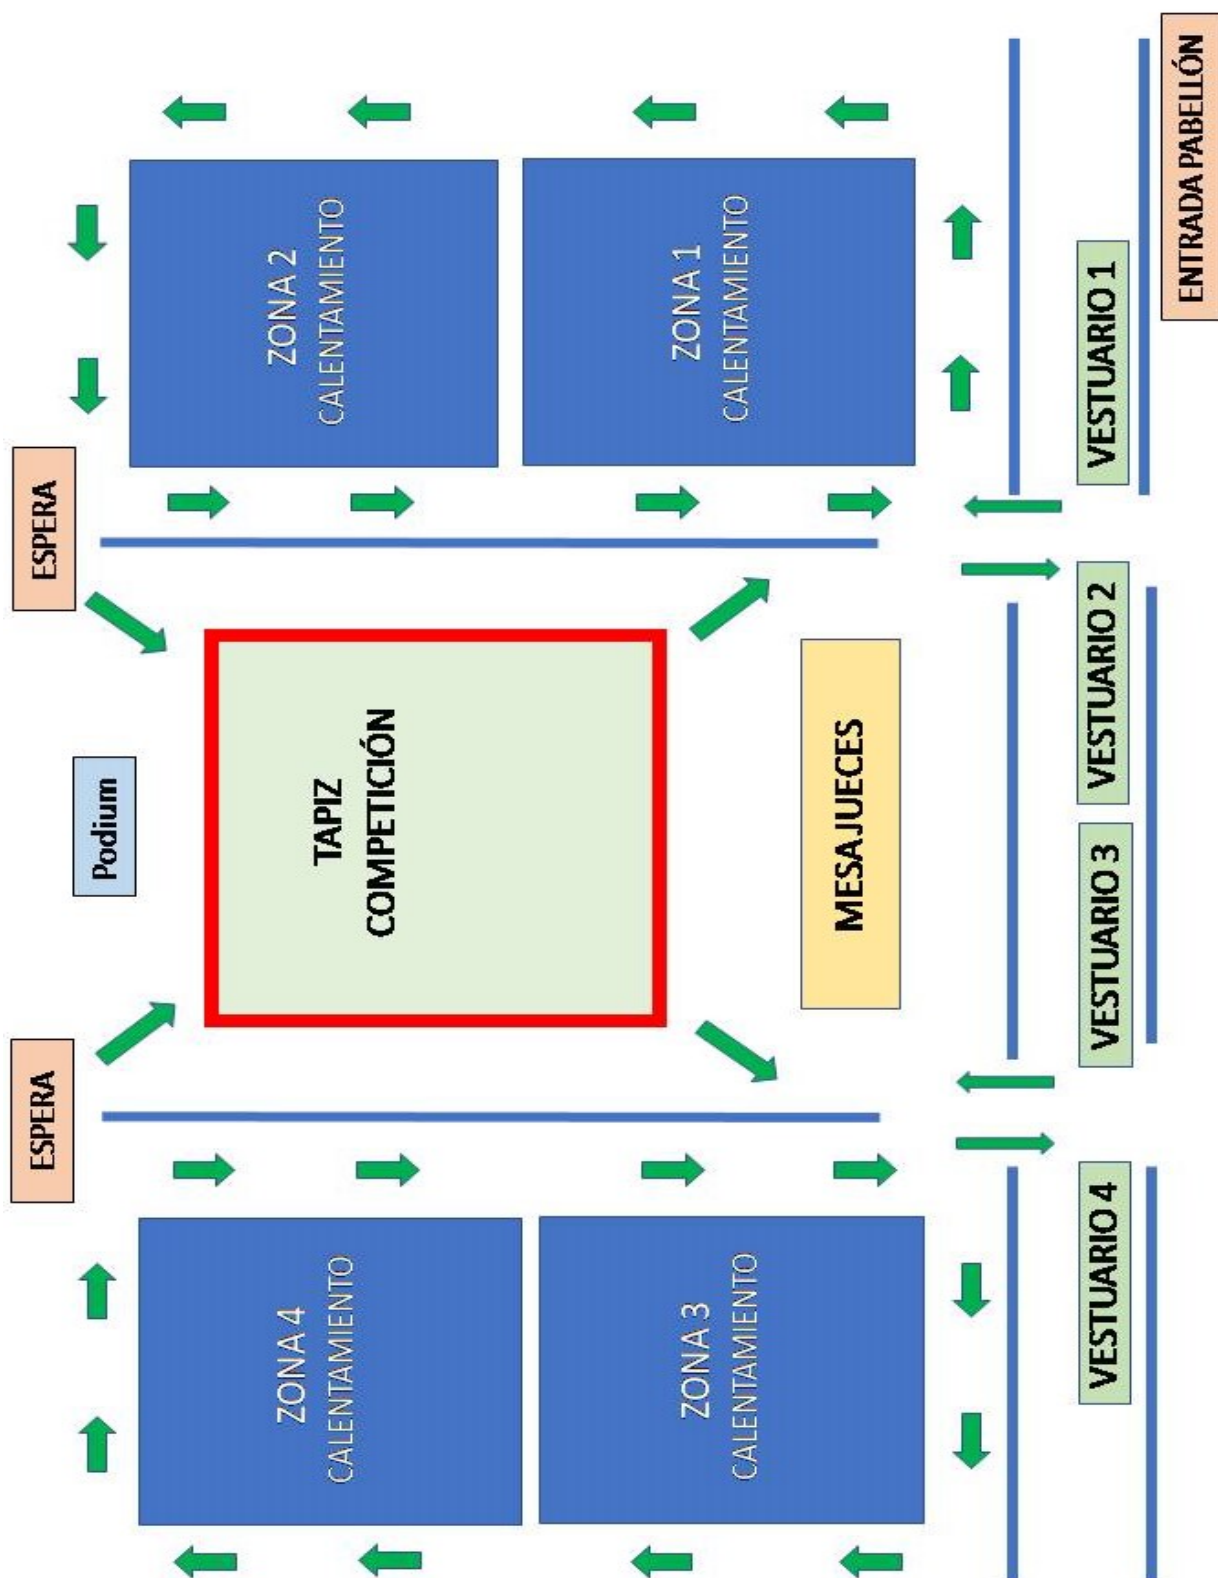 ESPERA
ESPERA
Podium
ZONA 4
CALENTAMIENTO
TAPIZ
COMPETICIÓN
ZONA 2
CALENTAMIENTO
ZONA 3
CALENTAMIENTO
ZONA 1
CALENTAMIENTO
MESAJUECES
VESTUARIO 4
VESTUARIO 3
VESTUARIO 2
VESTUARIO 1
ENTRADA PABELLÓN